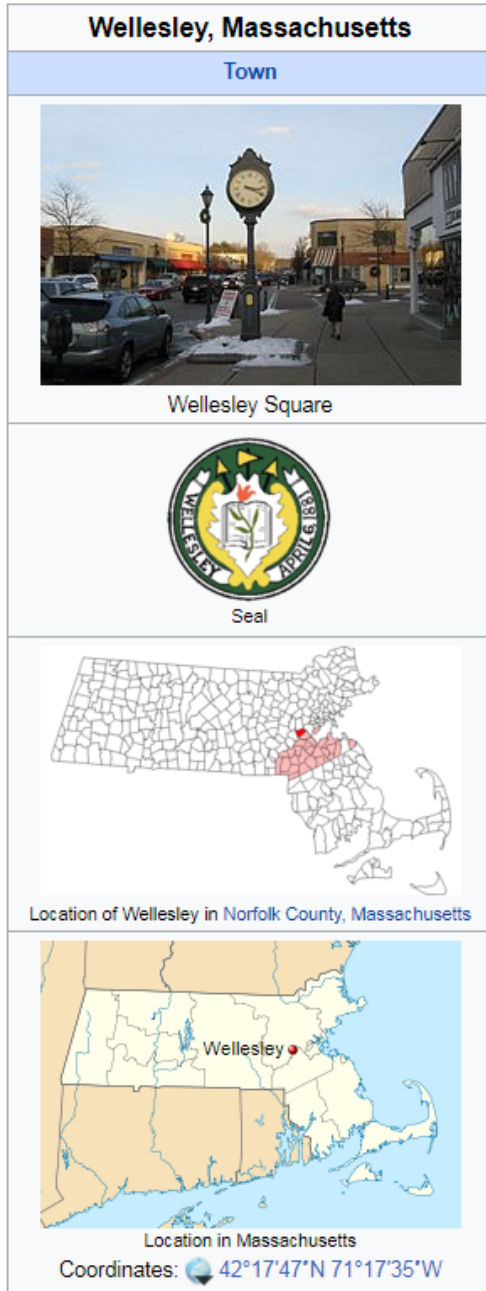 Wellesley, Massachusetts
Town
Wellesley Square
WELLESLEY APRIL 6, 1881
Seal
Location of Wellesley in Norfolk County, Massachusetts
Wellesley
Location in Massachusetts
Coordinates: 42°17′47″N 71°17′35″W